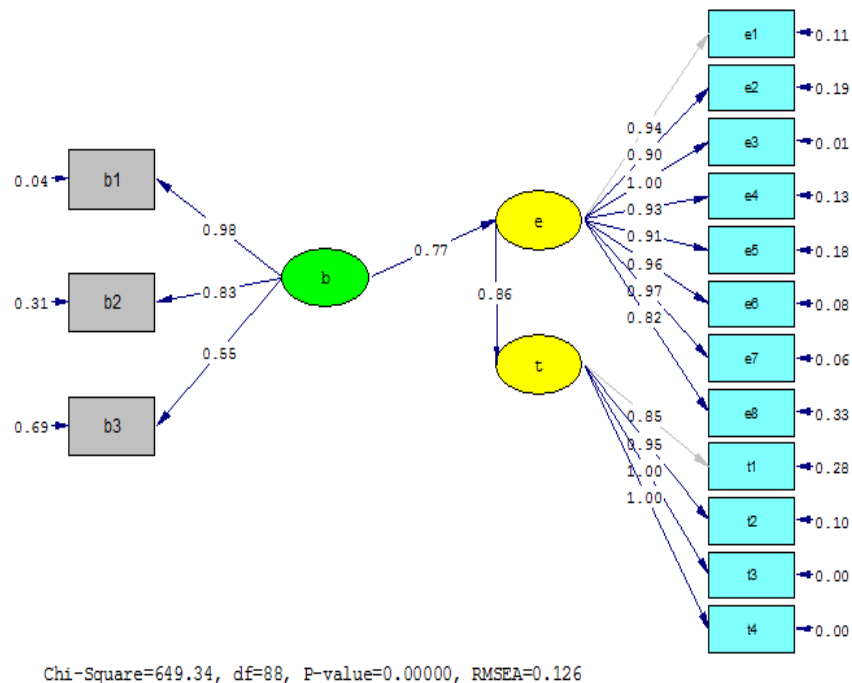 e1
0.11
e2
0.19
0.94
0.90
e3
0.01
1.00
0.04
b1
e4
0.13
0.93
0.98
e
0.91
e5
0.18
0.77
0.96
b
0.83
0.97
e6
0.08
0.31
b2
0.86
0.82
0.55
t
e7
0.06
e8
0.33
0.69
b3
0.85
0.95
t1
0.28
1.00
1.00
t2
0.10
t3
0.00
t4
0.00
Chi-Square=649.34, df=88, P-value=0.00000, RMSEA=0.126